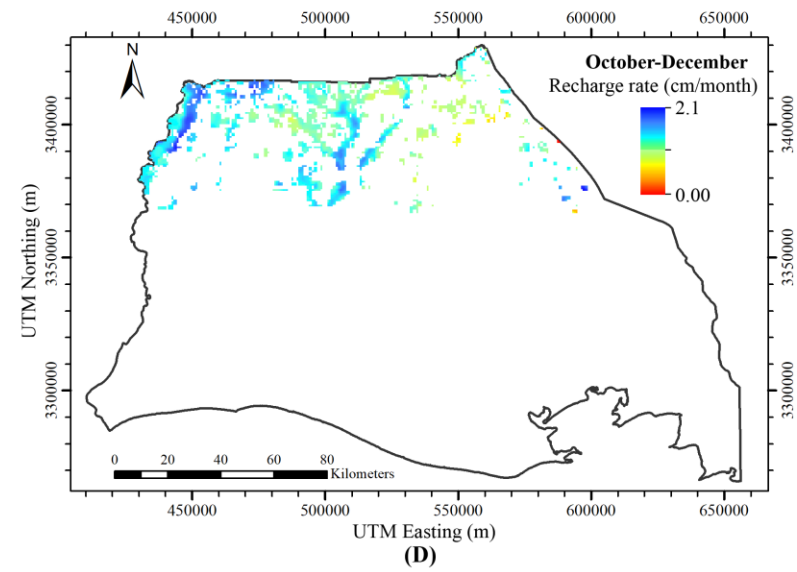 450000 500000 550000 600000 650000
N
October-December
Recharge rate (cm/month)
2.1
0.00
3400000
3350000
3300000
UTM Northing (m)
3400000
3350000
3300000
0 20 40 60 80
Kilometers
450000 500000 550000 600000 650000
UTM Easting (m)
(D)